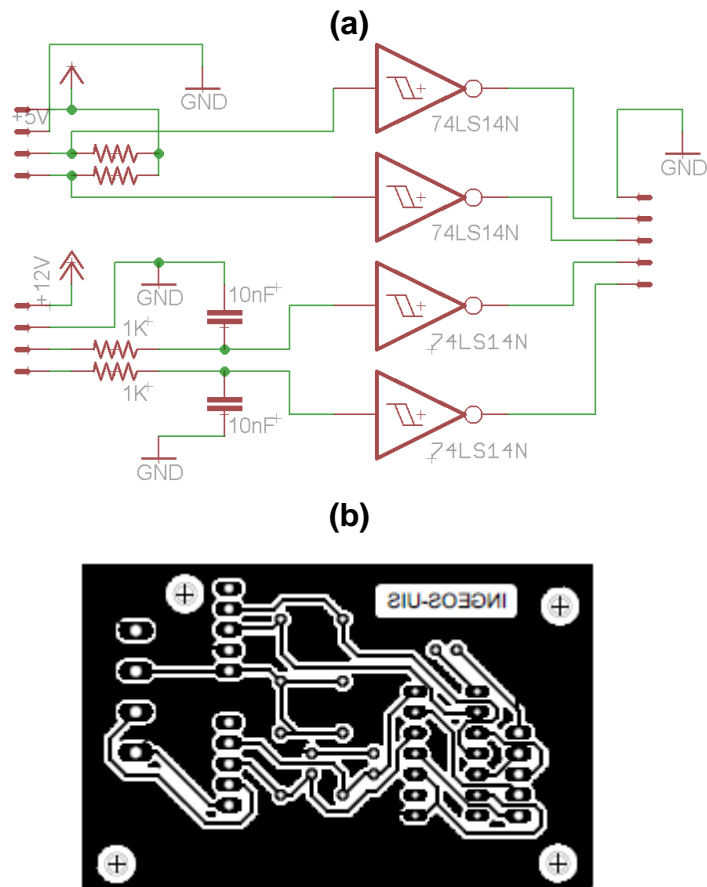 (a)
GND
+5V
74LS14N
GND
74LS14N
+12V
GND
10nF
1K
74LS14N
1K
10nF
74LS14N
GND
(b)
INGEOS-UIS